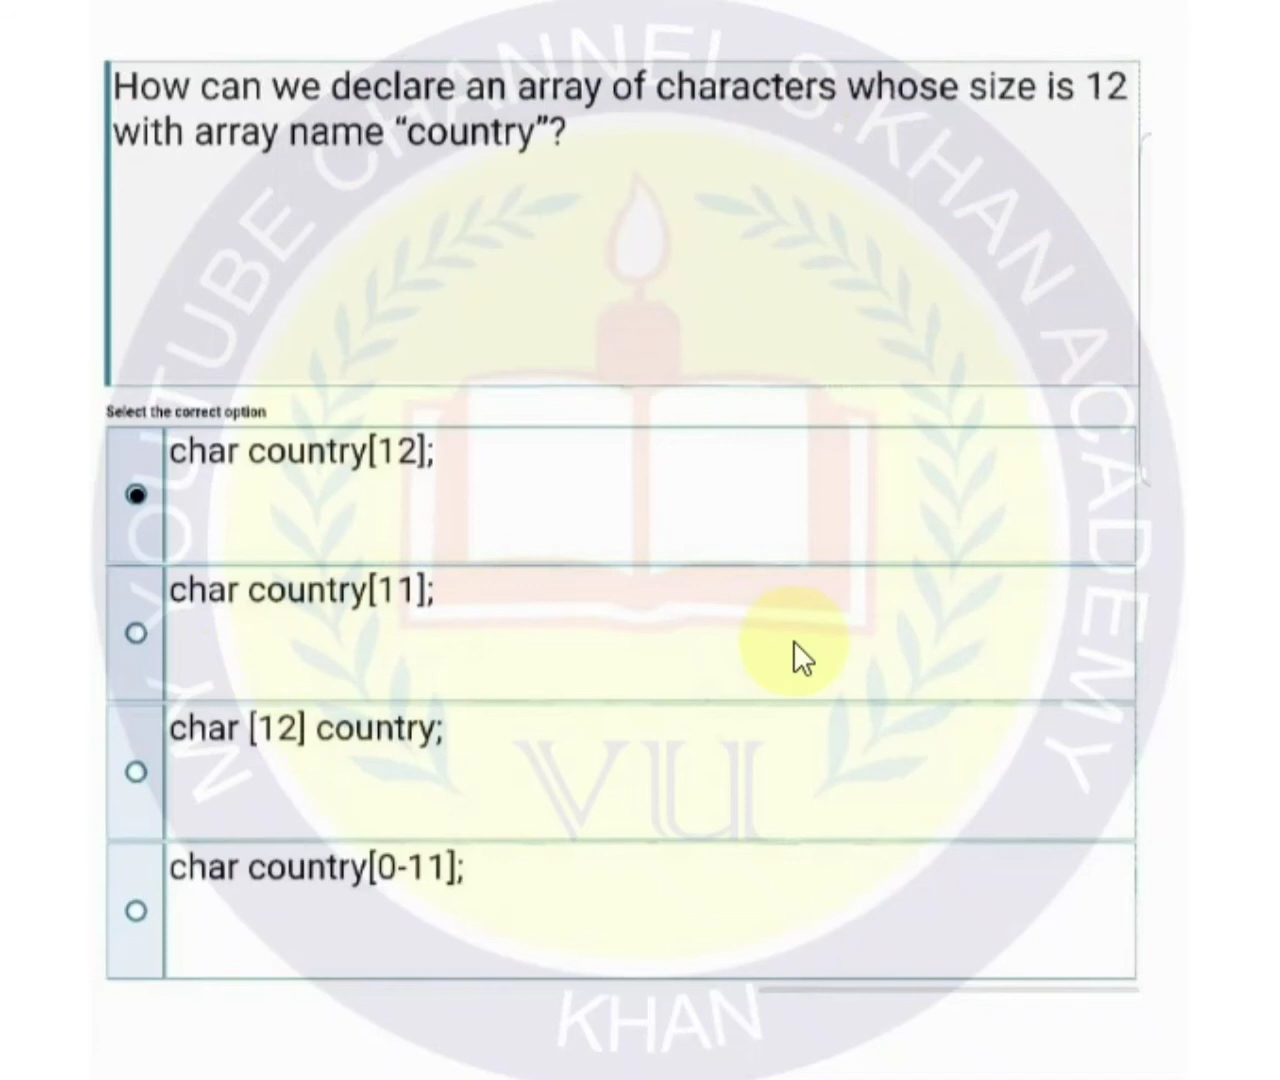 MY YOUTUBE CHANNEL S.KHAN ACADEMY
How can we declare an array of characters whose size is 12
with array name “country”?
Select the correct option
char country[12];
char country[11];
char [12] country;
VU
char country[0-11];
KHAN